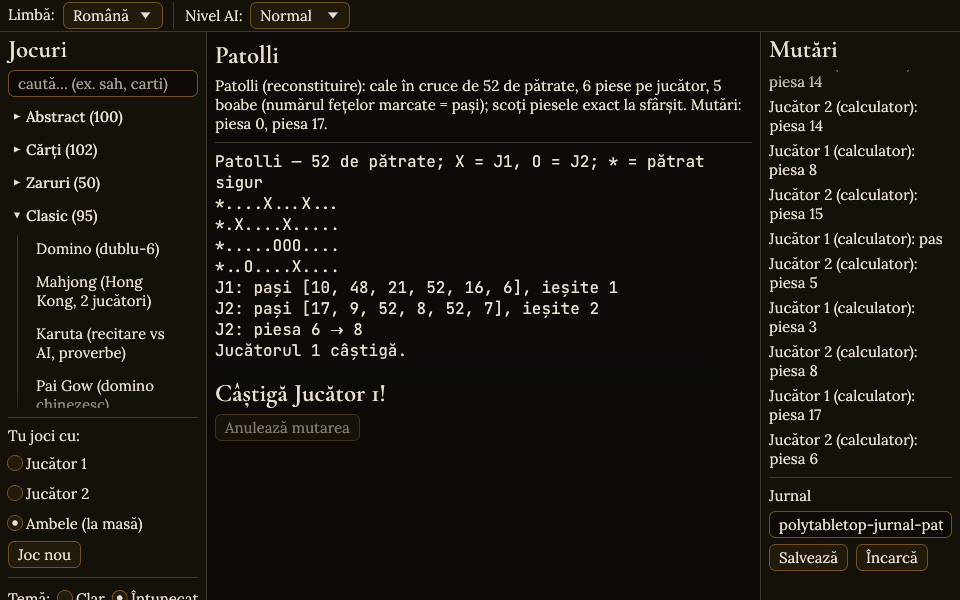 Limbă: Română Nivel AI: Normal
Jocuri
caută... (ex. sah, carti)
Abstract (100)
Cărți (102)
Zaruri (50)
Clasic (95)
Domino (dublu-6)
Mahjong (Hong
Kong, 2 jucători)
Karuta (recitare vs
AI, proverbe)
Pai Gow (domino
chinezesc)
Tu joci cu:
Jucător 1
Jucător 2
Ambele (la masă)
Joc nou
Temă: Clar Întunecat
Patolli
Patolli (reconstituire): cale în cruce de 52 de pătrate, 6 piese pe jucător, 5
boabe (numărul fețelor marcate = pași); scoți piesele exact la sfârșit. Mutări:
piesa 0, piesa 17.
Patolli — 52 de pătrate; X = J1, O = J2; * = pătrat
sigur
*....X...X...
*.X....X.....
*.....OOO....
*..O....X....
J1: pași [10, 48, 21, 52, 16, 6], ieșite 1
J2: pași [17, 9, 52, 8, 52, 7], ieșite 2
J2: piesa 6 → 8
Jucătorul 1 câștigă.
Câștigă Jucător 1!
Anulează mutarea
Mutări
piesa 14
Jucător 2 (calculator):
piesa 14
Jucător 1 (calculator):
piesa 8
Jucător 2 (calculator):
piesa 15
Jucător 1 (calculator): pas
Jucător 2 (calculator):
piesa 5
Jucător 1 (calculator):
piesa 3
Jucător 2 (calculator):
piesa 8
Jucător 1 (calculator):
piesa 17
Jucător 2 (calculator):
piesa 6
Jurnal
polytabletop-jurnal-pat
Salvează Încarcă